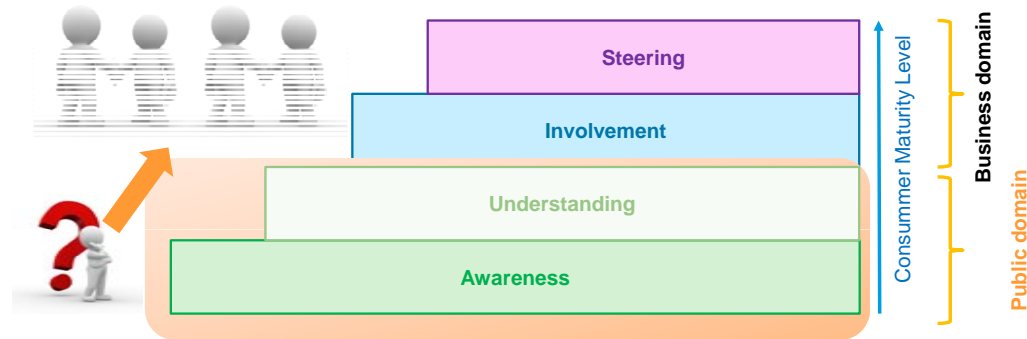 Steering
Involvement
Understanding
Awareness
Consummer Maturity Level
Business domain
Public domain